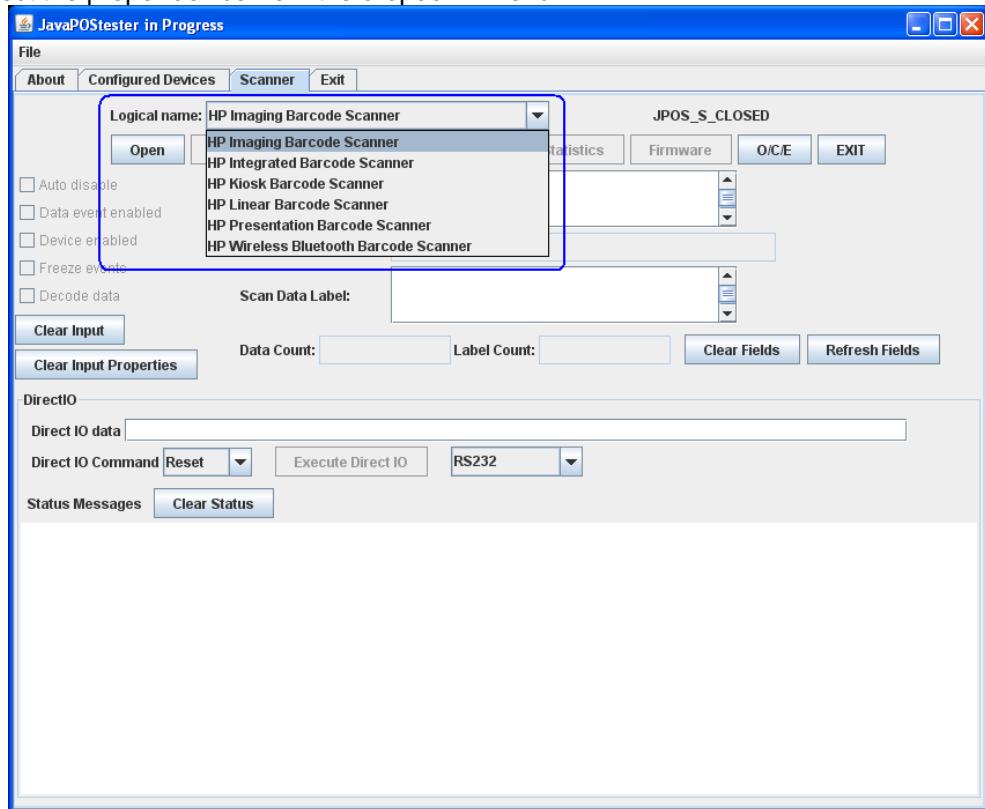 JavaPOStester in Progress
File
About Configured Devices Scanner Exit
Logical name: HP Imaging Barcode Scanner JPOS_S_CLOSED
Open Statistics Firmware O/C/E EXIT
HP Imaging Barcode Scanner
HP Integrated Barcode Scanner
HP Kiosk Barcode Scanner
HP Linear Barcode Scanner
HP Presentation Barcode Scanner
HP Wireless Bluetooth Barcode Scanner
Auto disable
Data event enabled
Device enabled
Freeze events
Decode data Scan Data Label:
Clear Input
Data Count: Label Count: Clear Fields Refresh Fields
Clear Input Properties
DirectIO
Direct IO data
Direct IO Command Reset Execute Direct IO RS232
Status Messages Clear Status